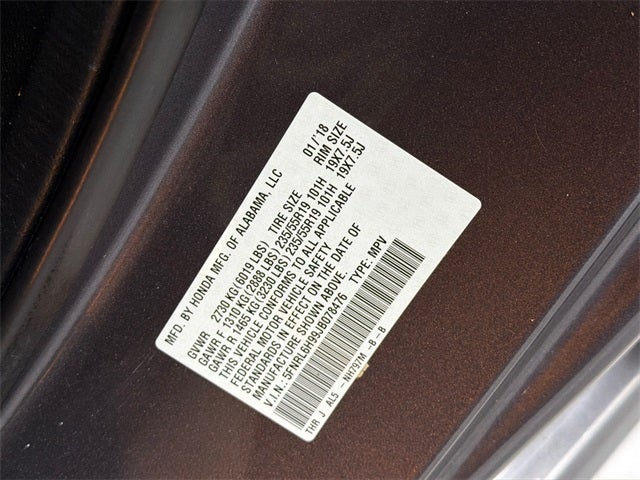 MFD. BY HONDA MFG. OF ALABAMA, LLC 01/'18
GTWR 2730 KG(6019 LBS) TIRE SIZE RIM SIZE
GAWR F 1310 KG(2888 LBS) 235/55R19 101H 19X7.5J
GAWR R 1465 KG(3230 LBS) 235/55R19 101H 19X7.5J
THIS VEHICLE CONFORMS TO ALL APPLICABLE
FEDERAL MOTOR VEHICLE SAFETY
STANDARDS IN EFFECT ON THE DATE OF
MANUFACTURE SHOWN ABOVE.
V.I.N.: 5FNRL6H99JB078476 TYPE: MPV
THR J AL5 -NH797M -B -B